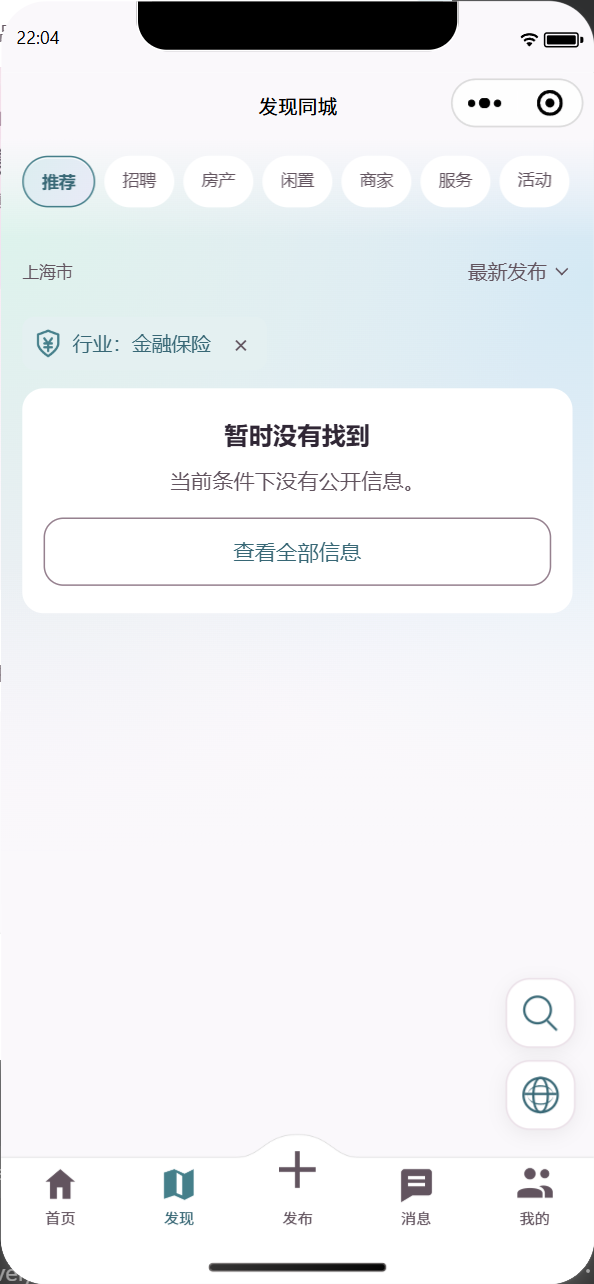 22:04
发现同城
推荐 招聘 房产 闲置 商家 服务 活动
上海市 最新发布
行业：金融保险 ×
暂时没有找到
当前条件下没有公开信息。
查看全部信息
首页 发现 发布 消息 我的